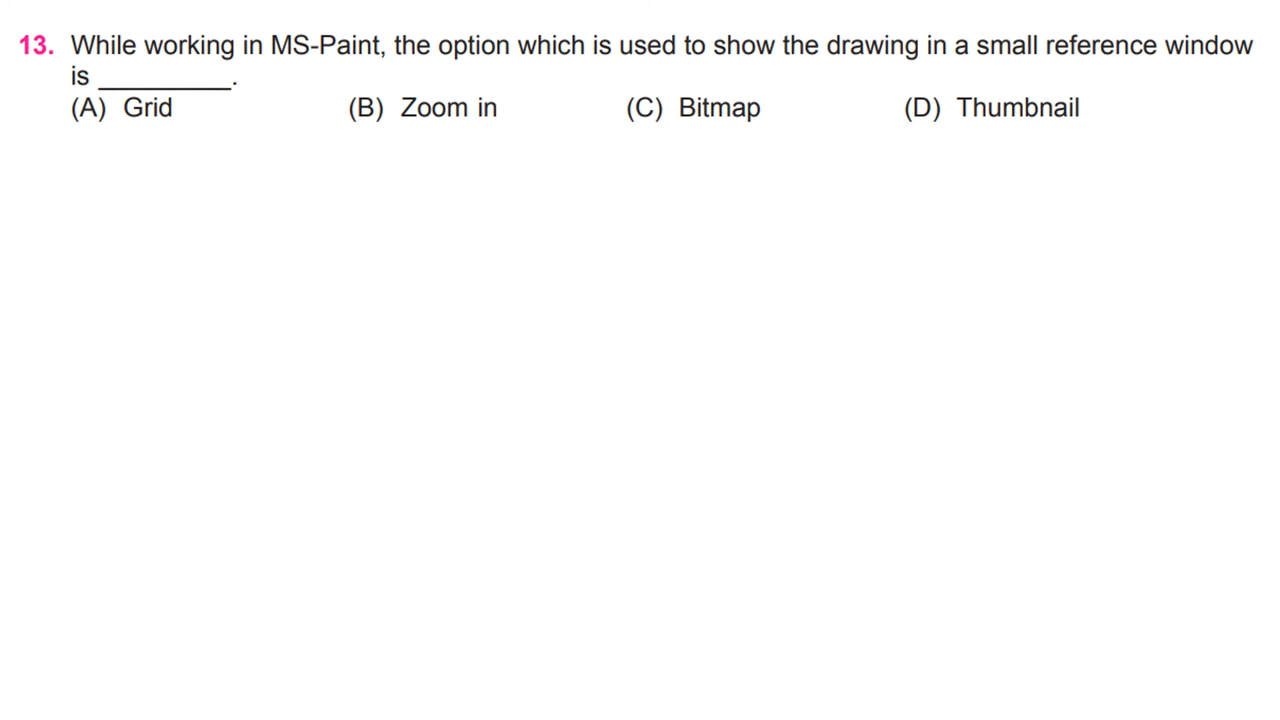 13. While working in MS-Paint, the option which is used to show the drawing in a small reference window
is _________.
(A) Grid (B) Zoom in (C) Bitmap (D) Thumbnail